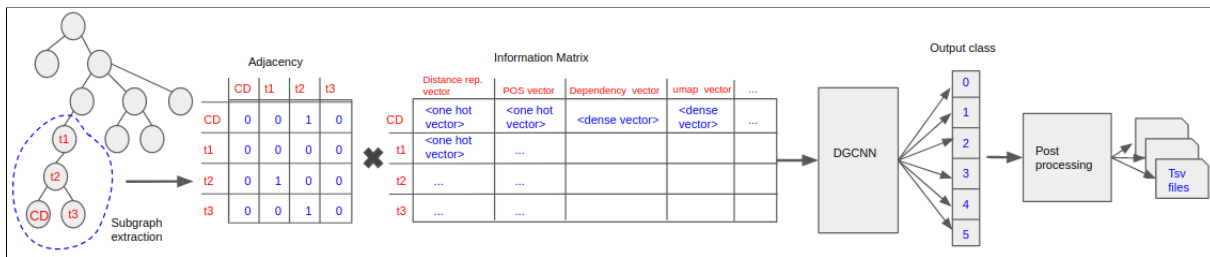 t1
t2
CD
t3
Subgraph
extraction
Adjacency
CD t1 t2 t3
CD 0 0 1 0
t1 0 0 0 0
t2 0 1 0 0
t3 0 0 1 0
Information Matrix
Distance rep.
vector
POS vector
Dependency vector
umap vector
...
CD
<one hot
vector>
<one hot
vector>
<dense vector>
<dense
vector>
...
t1
<one hot
vector>
...
t2 ... ...
t3 ... ...
DGCNN
Output class
0
1
2
3
4
5
Post
processing
Tsv
files